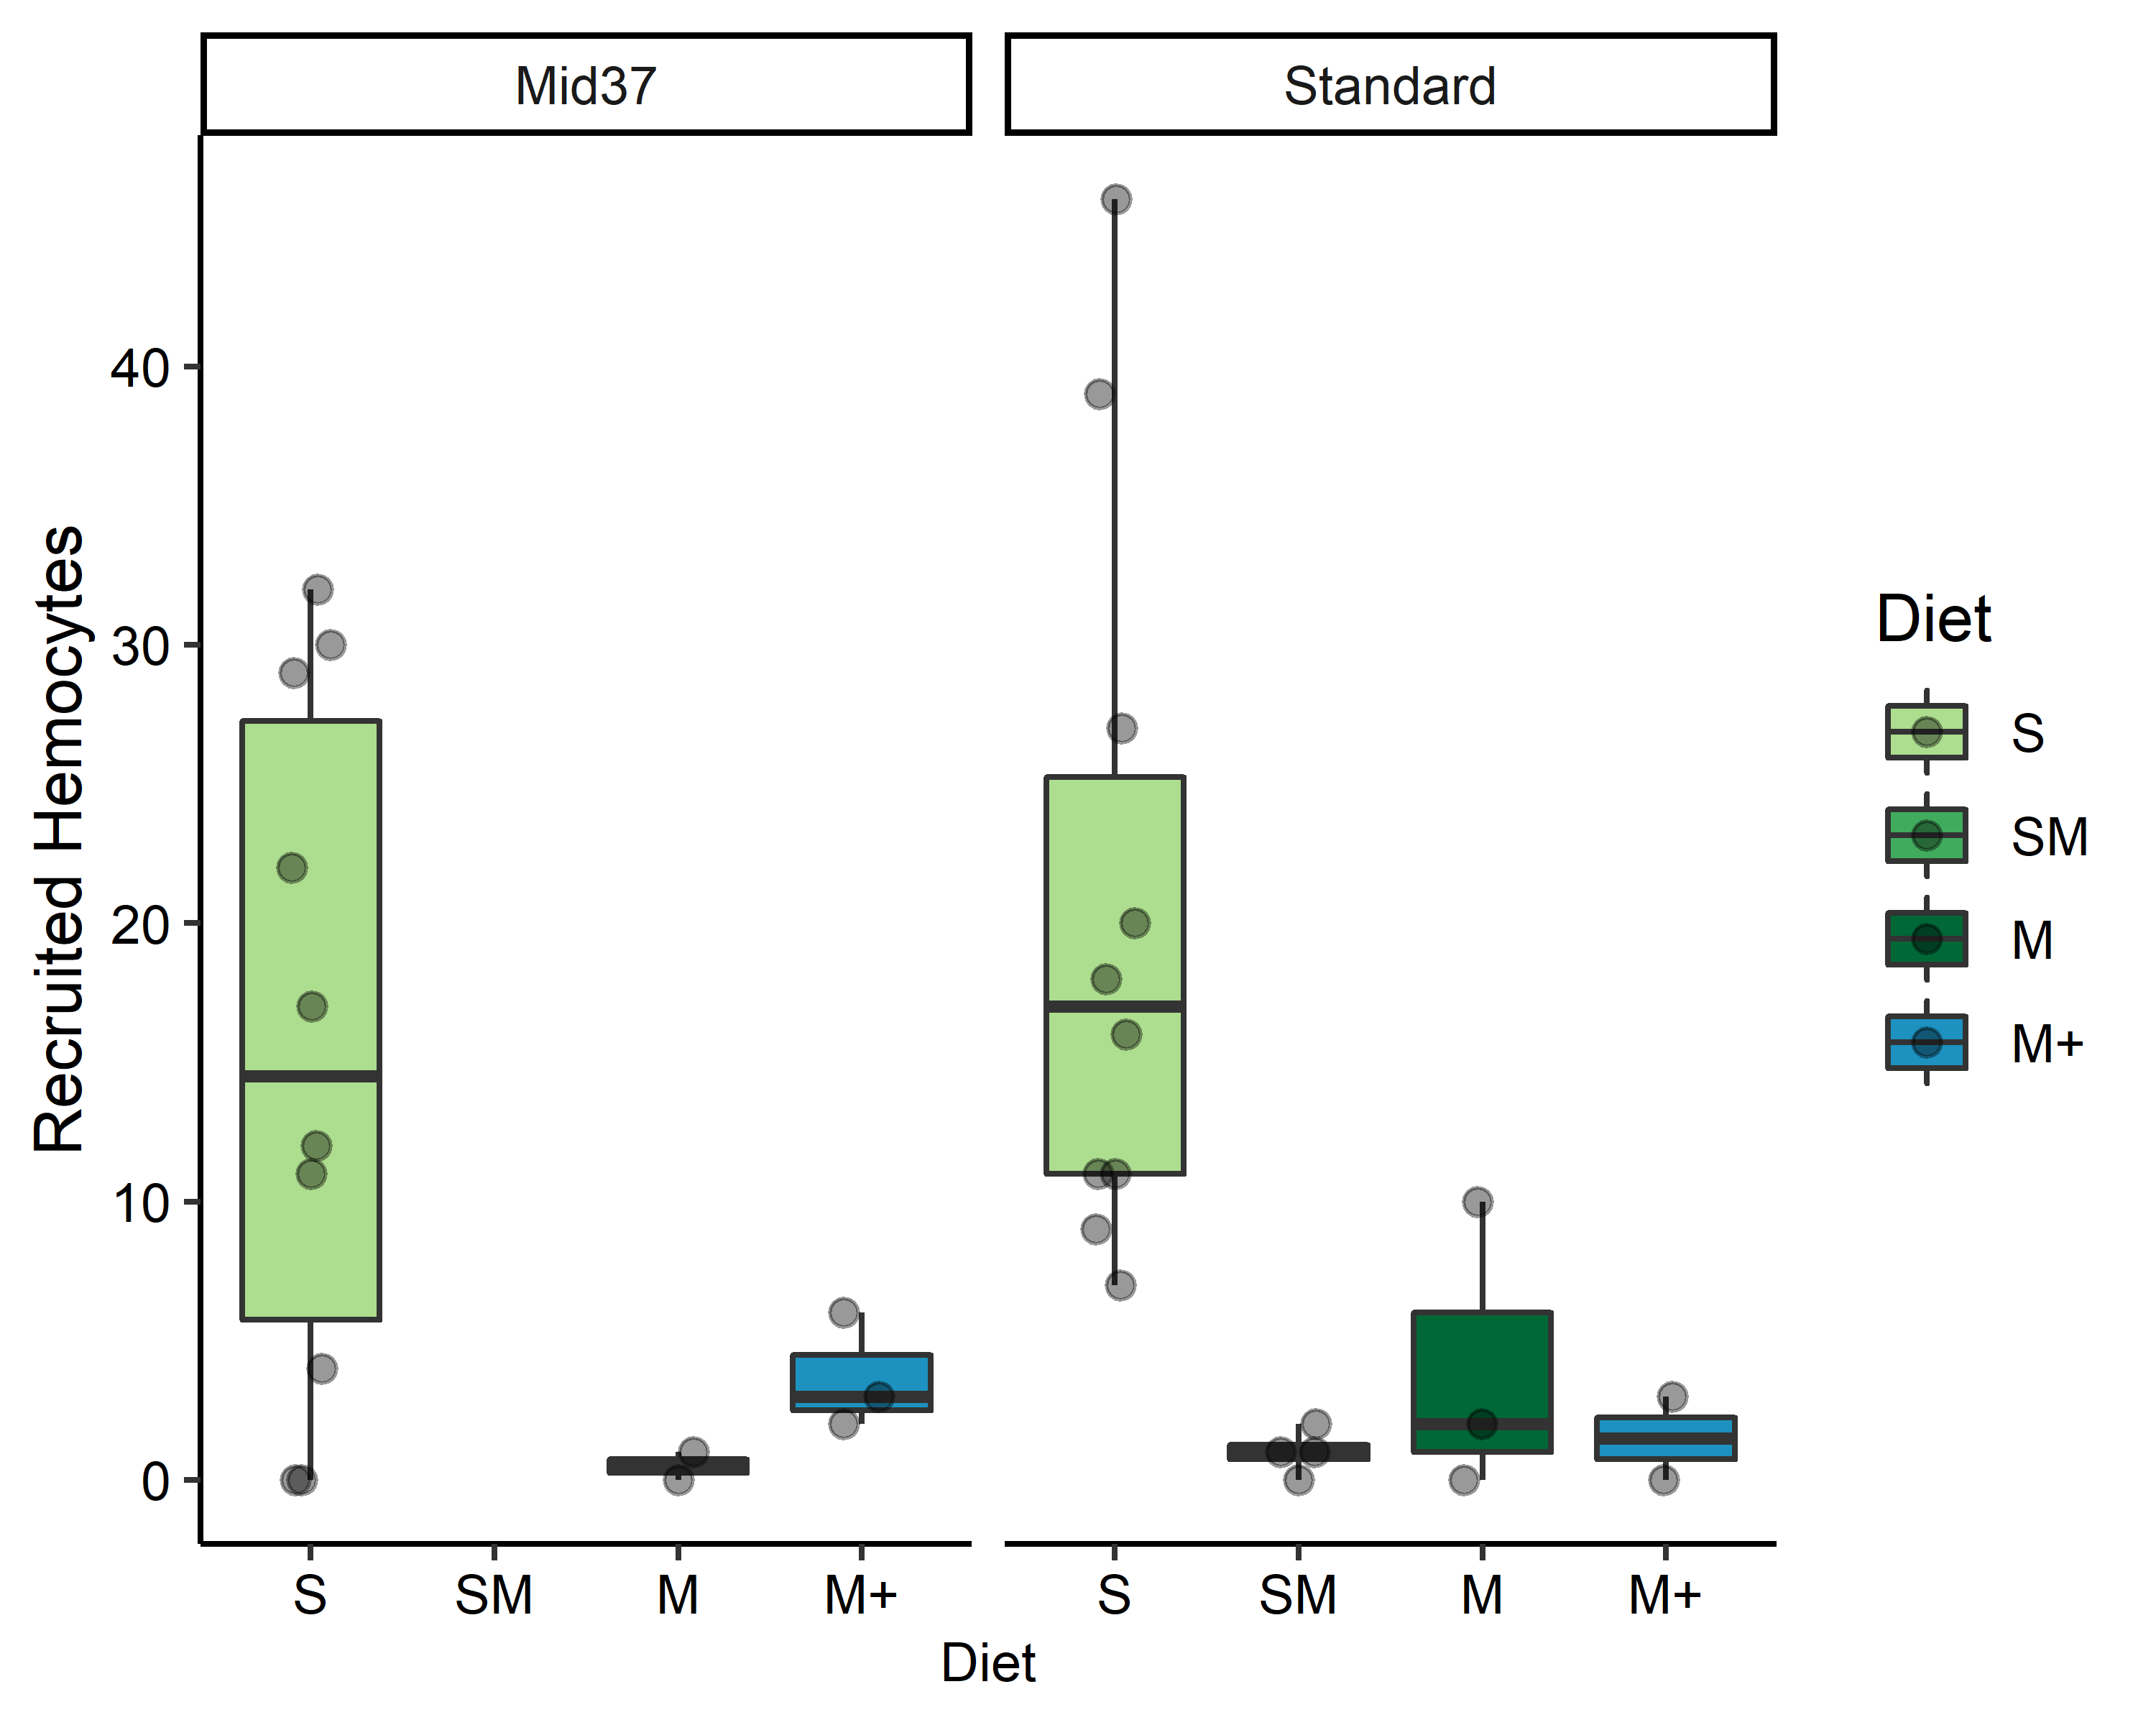 Mid37
Standard
Recruited Hemocytes
40
30
20
10
0
S SM M M+
S SM M M+
Diet
Diet
S
SM
M
M+